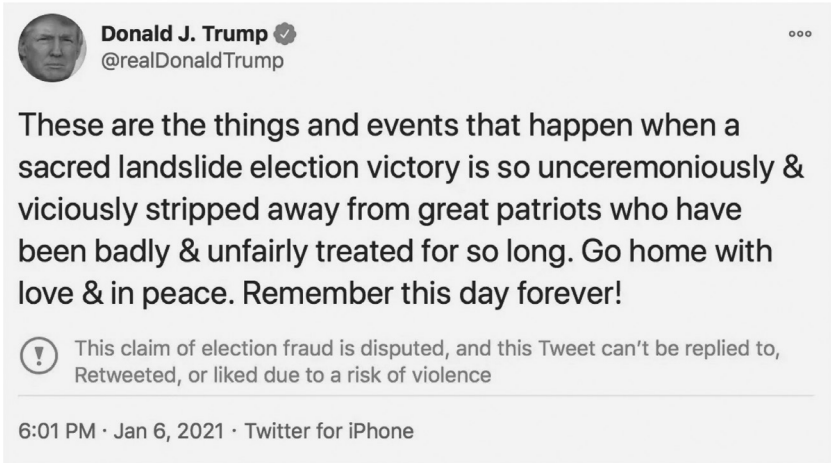 Donald J. Trump
@realDonaldTrump
These are the things and events that happen when a
sacred landslide election victory is so unceremoniously &
viciously stripped away from great patriots who have
been badly & unfairly treated for so long. Go home with
love & in peace. Remember this day forever!
This claim of election fraud is disputed, and this Tweet can't be replied to,
Retweeted, or liked due to a risk of violence
6:01 PM · Jan 6, 2021 · Twitter for iPhone